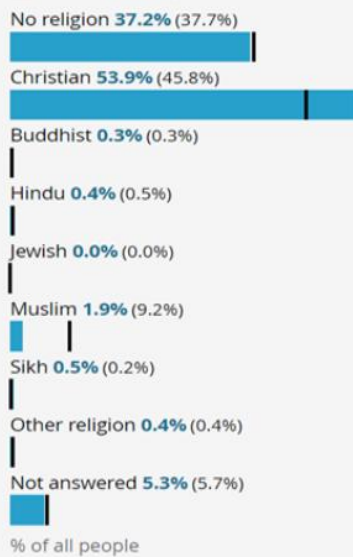 No religion 37.2% (37.7%)
Christian 53.9% (45.8%)
Buddhist 0.3% (0.3%)
Hindu 0.4% (0.5%)
Jewish 0.0% (0.0%)
Muslim 1.9% (9.2%)
Sikh 0.5% (0.2%)
Other religion 0.4% (0.4%)
Not answered 5.3% (5.7%)
% of all people